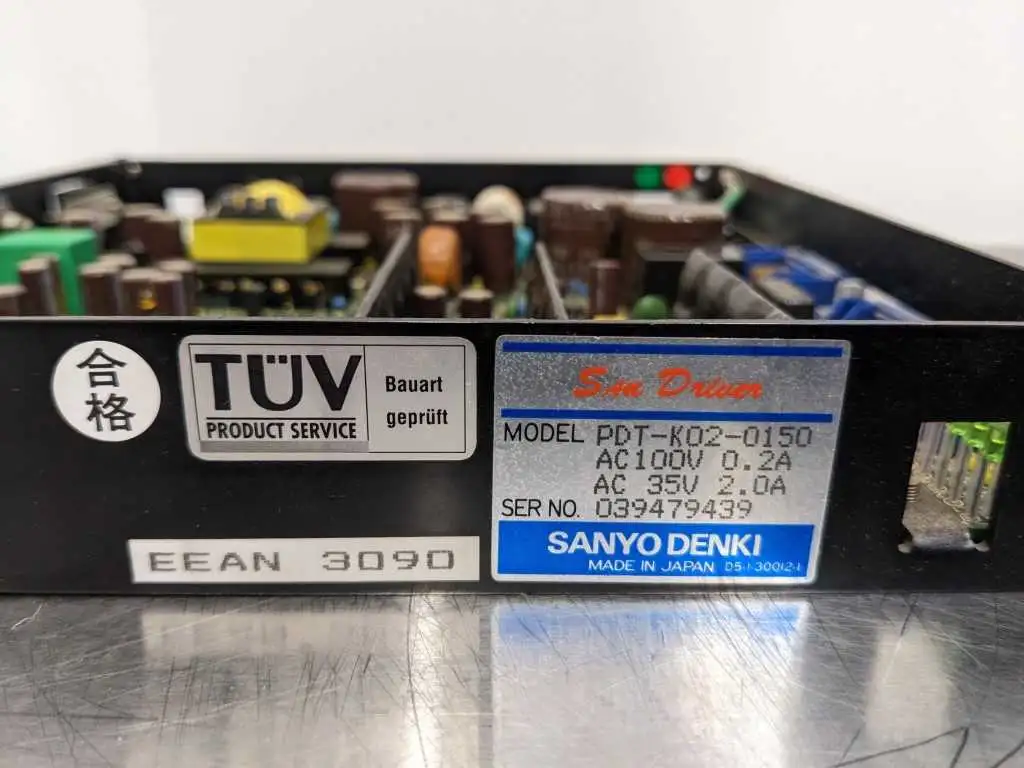 合
格
TÜV
PRODUCT SERVICE
Bauart
geprüft
EEAN 3090
San Driver
MODEL PDT-K02-0150
AC100V 0.2A
AC 35V 2.0A
SER NO. 039479439
SANYO DENKI
MADE IN JAPAN